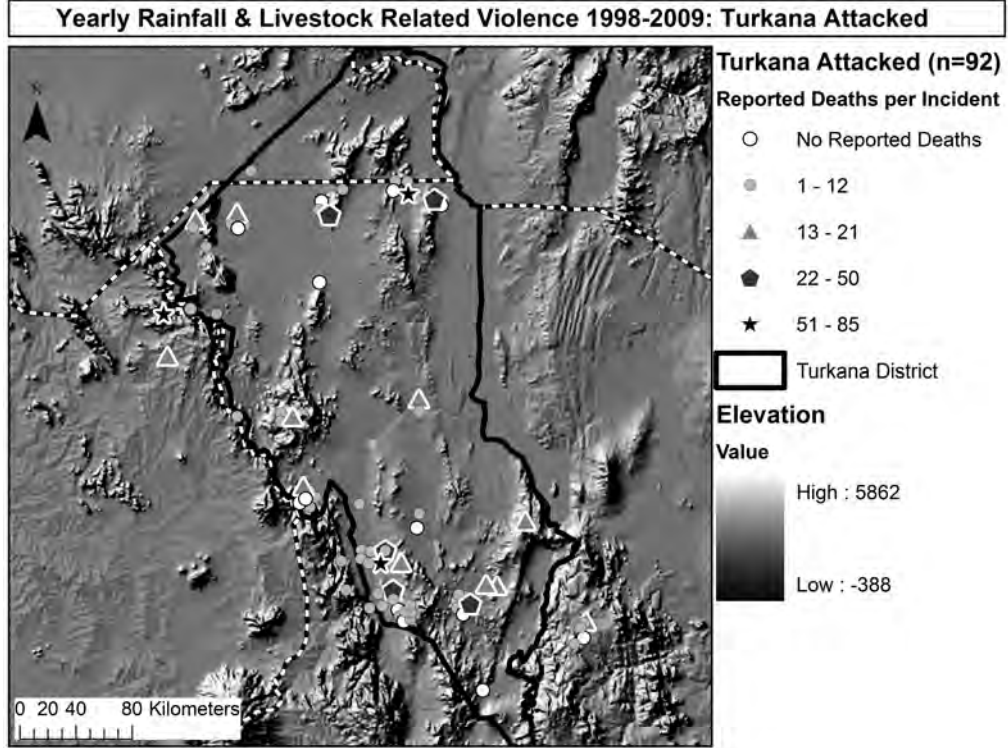 Yearly Rainfall & Livestock Related Violence 1998-2009: Turkana Attacked
Turkana Attacked (n=92)
Reported Deaths per Incident
No Reported Deaths
1 - 12
13 - 21
22 - 50
51 - 85
Turkana District
Elevation
Value
High : 5862
Low : -388
0 20 40 80 Kilometers